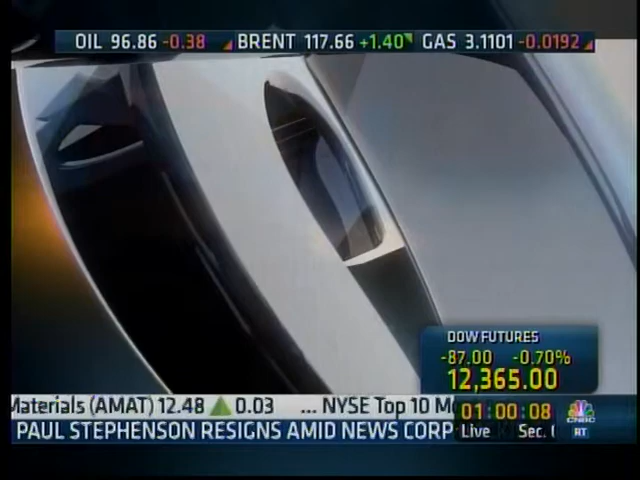 OIL 96.86 -0.38 BRENT 117.66 +1.40 GAS 3.1101 -0.0192
DOW FUTURES
-87.00 -0.70%
12,365.00
Materials (AMAT) 12.48 0.03 ... NYSE Top 10
PAUL STEPHENSON RESIGNS AMID NEWS CORP
01:00:08
Live Sec.
CNBC
RT